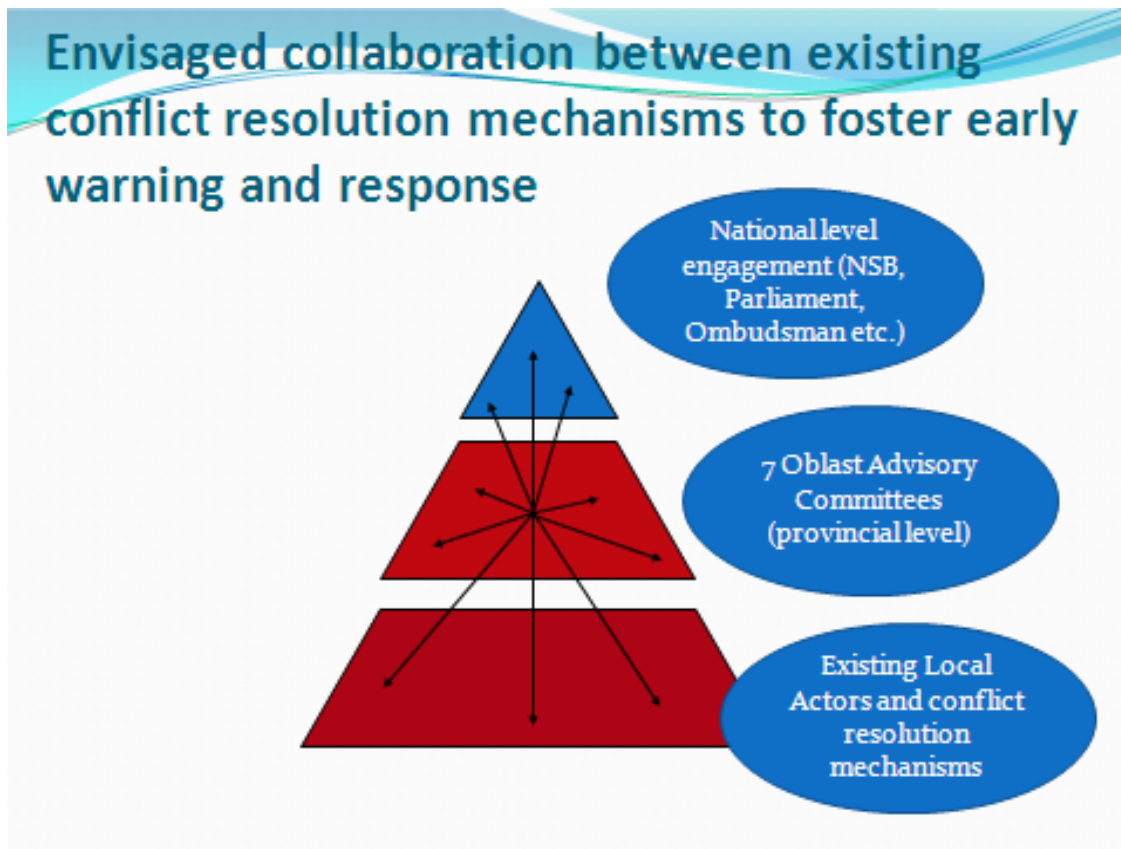 Envisaged collaboration between existing
conflict resolution mechanisms to foster early
warning and response
National level
engagement (NSB,
Parliament,
Ombudsman etc.)
7 Oblast Advisory
Committees
(provincial level)
Existing Local
Actors and conflict
resolution
mechanisms